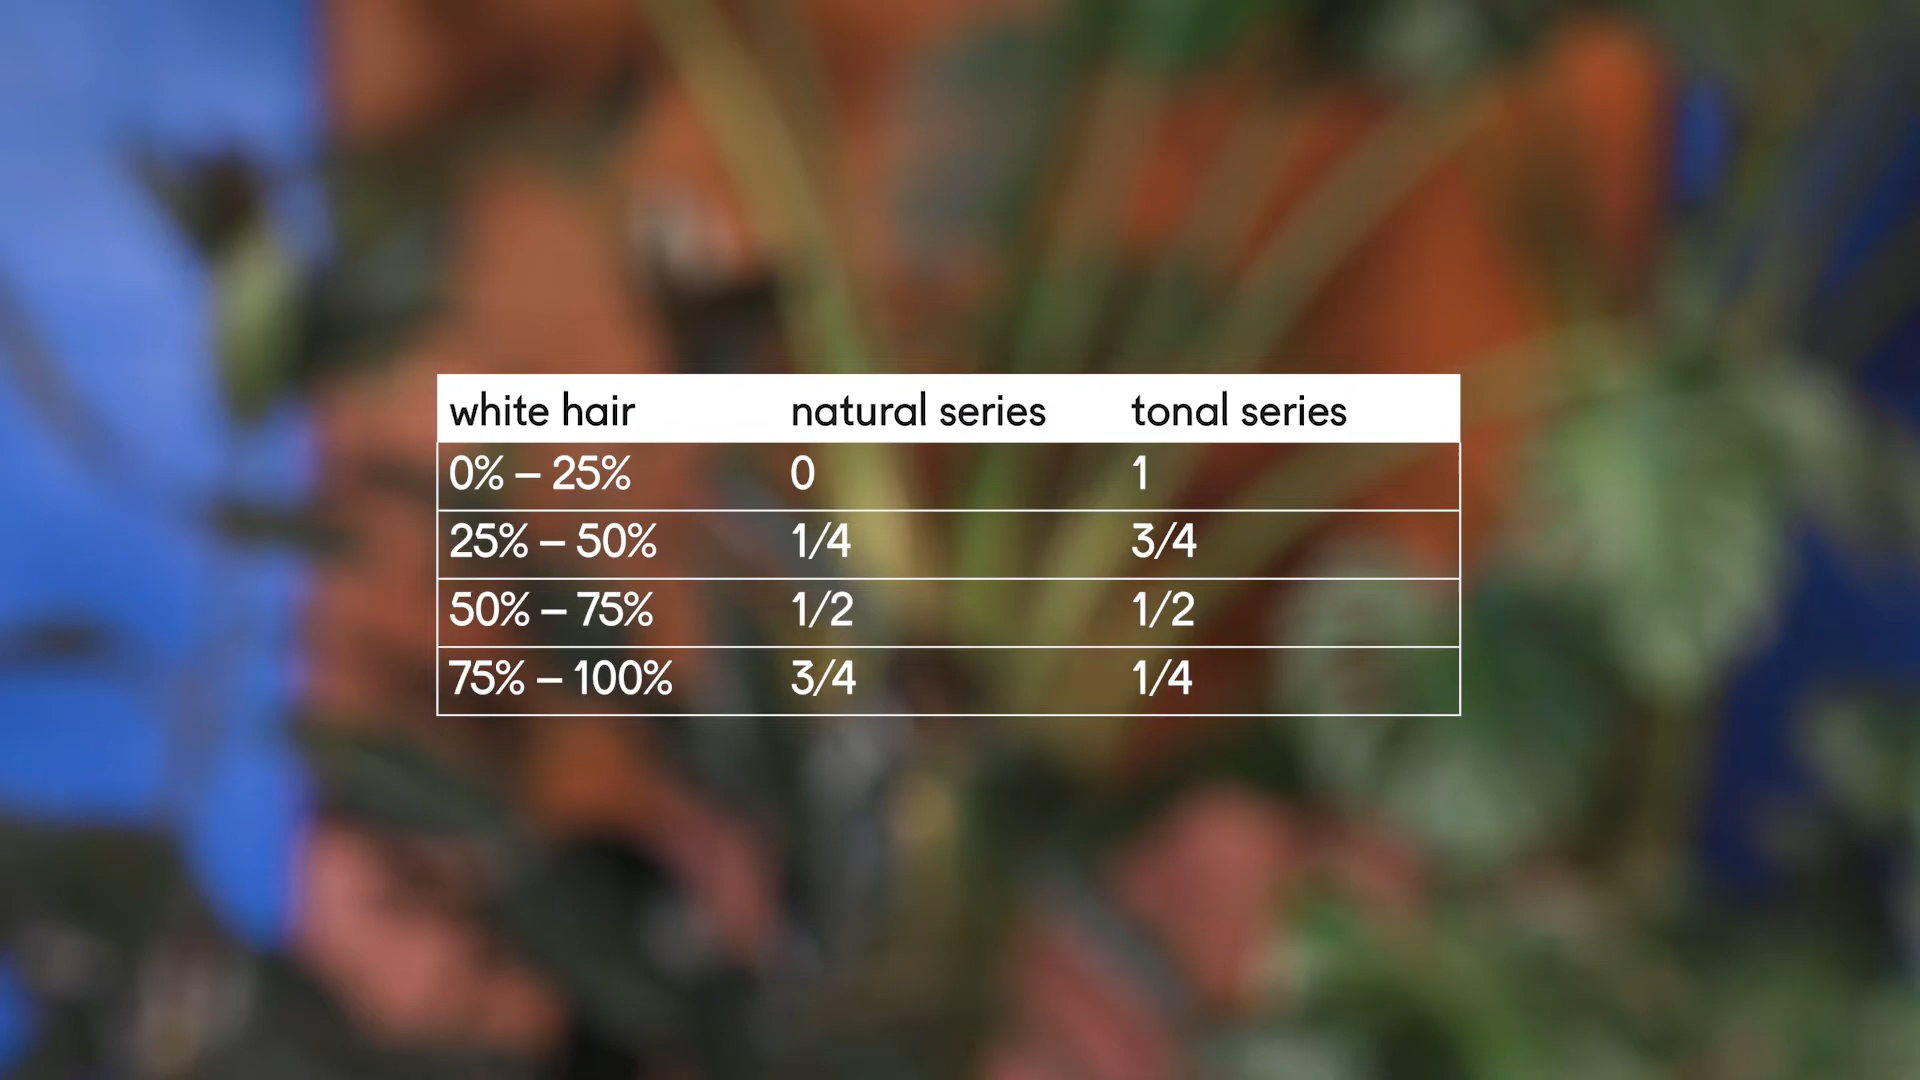 white hair natural series tonal series
0% – 25% 0 1
25% – 50% 1/4 3/4
50% – 75% 1/2 1/2
75% – 100% 3/4 1/4